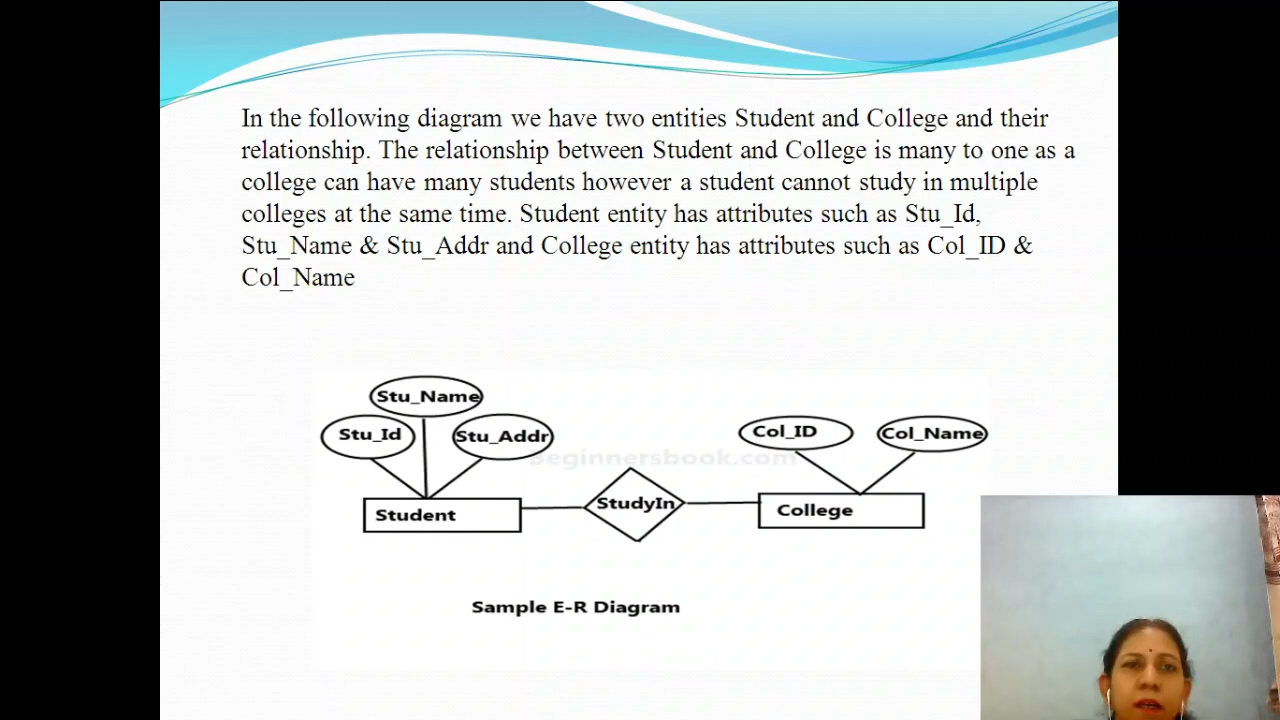 In the following diagram we have two entities Student and College and their
relationship. The relationship between Student and College is many to one as a
college can have many students however a student cannot study in multiple
colleges at the same time. Student entity has attributes such as Stu_Id,
Stu_Name & Stu_Addr and College entity has attributes such as Col_ID &
Col_Name
Stu_Name
Stu_Id
Stu_Addr
Col_ID
Col_Name
Beginnersbook.com
Student
StudyIn
College
Sample E-R Diagram